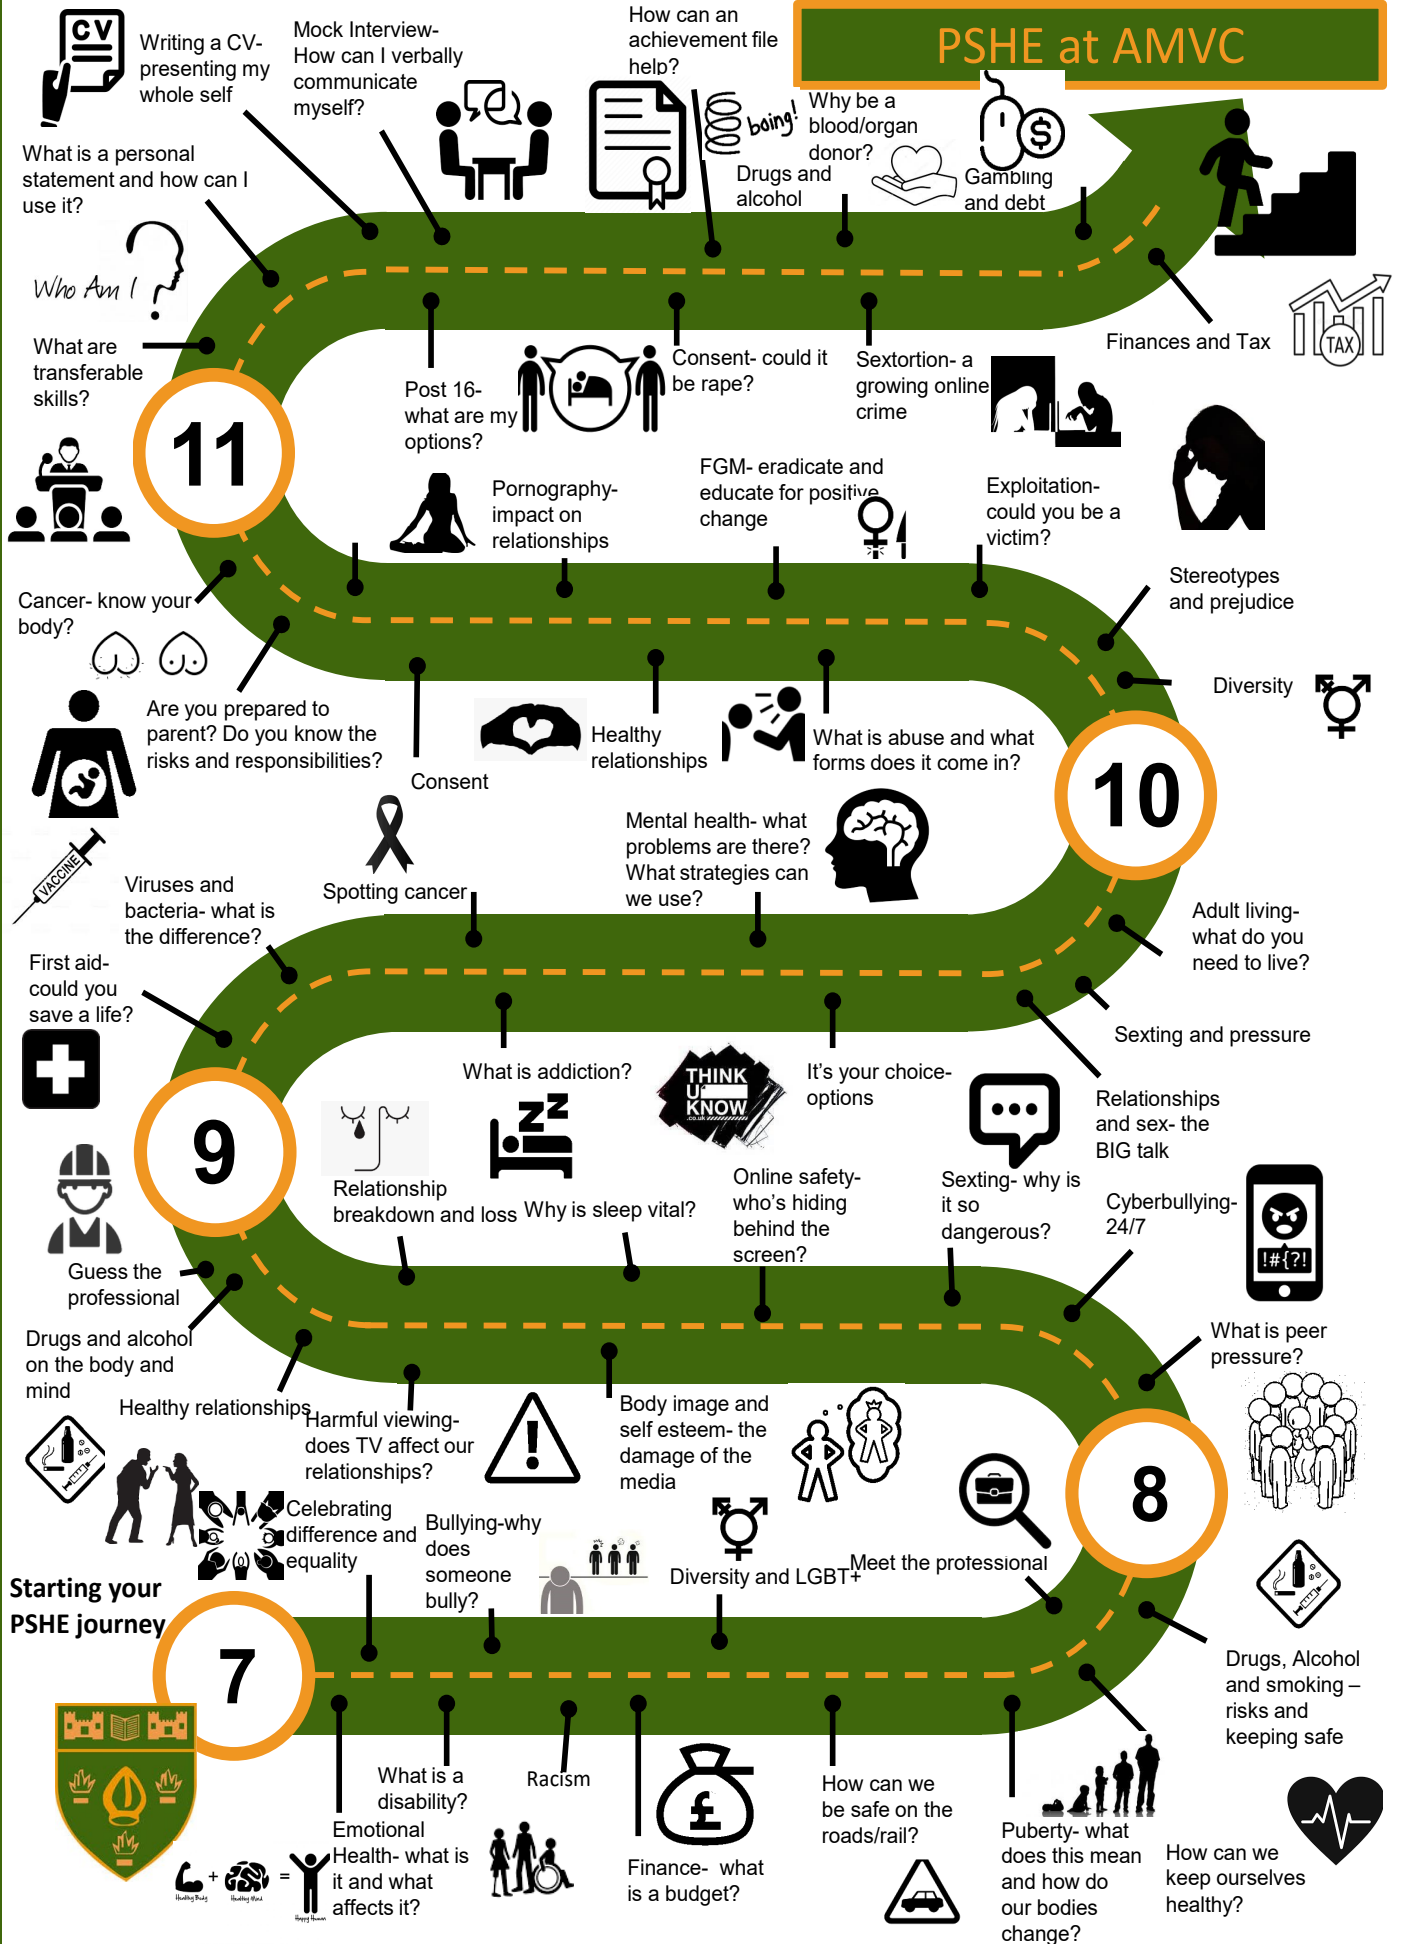 PSHE at AMVC
CV
Writing a CV-
presenting my
whole self
Mock Interview-
How can I verbally
communicate
myself?
How can an
achievement file
help?
boing!
Why be a
blood/organ
donor?
Drugs and
alcohol
$
Gambling
and debt
What is a personal
statement and how can I
use it?
Who Am I
?
What are
transferable
skills?
Finances and Tax
TAX
Post 16-
what are my
options?
Consent- could it
be rape?
Sextortion- a
growing online
crime
11
Pornography-
impact on
relationships
FGM- eradicate and
educate for positive
change
Exploitation-
could you be a
victim?
Stereotypes
and prejudice
Cancer- know your
body?
Diversity
Are you prepared to
parent? Do you know the
risks and responsibilities?
Consent
Healthy
relationships
What is abuse and what
forms does it come in?
10
Mental health- what
problems are there?
What strategies can
we use?
VACCINE
Viruses and
bacteria- what is
the difference?
Spotting cancer
First aid-
could you
save a life?
Adult living-
what do you
need to live?
Sexting and pressure
What is addiction?
THINK
U
KNOW
.co.uk
It’s your choice-
options
Relationships
and sex- the
BIG talk
9
ZZ
Relationship
breakdown and loss
Why is sleep vital?
Online safety-
who’s hiding
behind the
screen?
Sexting- why is
it so
dangerous?
Cyberbullying-
24/7
!#{?!
Guess the
professional
Drugs and alcohol
on the body and
mind
Healthy relationships
Harmful viewing-
does TV affect our
relationships?
!
Body image and
self esteem- the
damage of the
media
What is peer
pressure?
8
Celebrating
difference and
equality
Bullying-why
does
someone
bully?
Diversity and LGBT+
Meet the professional
Starting your
PSHE journey
7
Drugs, Alcohol
and smoking –
risks and
keeping safe
What is a
disability?
Racism
£
How can we
be safe on the
roads/rail?
Emotional
Health- what is
it and what
affects it?
Finance- what
is a budget?
Puberty- what
does this mean
and how do
our bodies
change?
How can we
keep ourselves
healthy?
+
=
Healthy Body
Healthy Mind
Happy Human